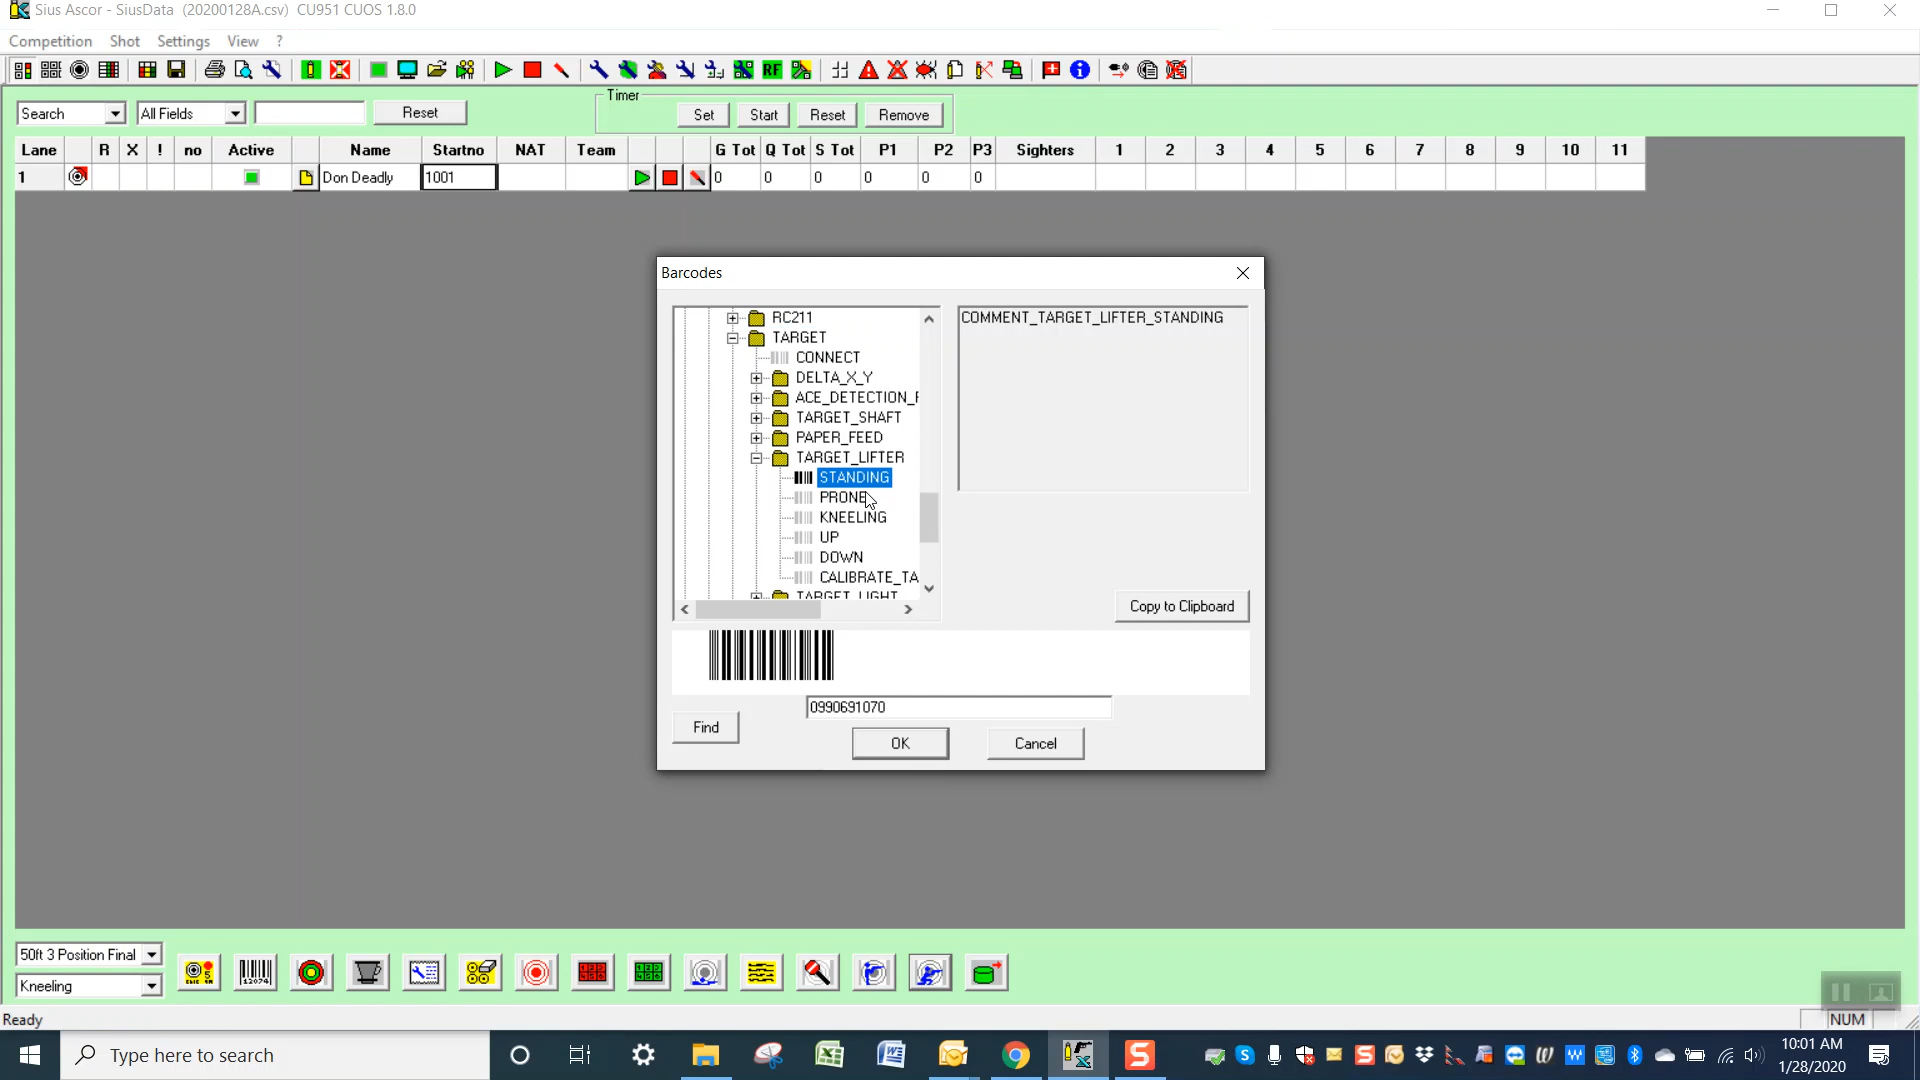 Sius Ascor - SiusData (20200128A.csv) CU951 CUOS 1.8.0
Competition Shot Settings View ?
RF
Search All Fields Reset
Timer
Set Start Reset Remove
Lane R X ! no Active Name Startno NAT Team G Tot Q Tot S Tot P1 P2 P3 Sighters 1 2 3 4 5 6 7 8 9 10 11
1 Don Deadly 1001 0 0 0 0 0 0
Barcodes
RC211
TARGET
CONNECT
DELTA_X_Y
ACE_DETECTION_
TARGET_SHAFT
PAPER_FEED
TARGET_LIFTER
STANDING
PRONE
KNEELING
UP
DOWN
CALIBRATE_TA
TARGET_LIGHT
COMMENT_TARGET_LIFTER_STANDING
Copy to Clipboard
0990691070
Find
OK Cancel
50ft 3 Position Final
Kneeling
Ready
NUM
Type here to search
10:01 AM
1/28/2020